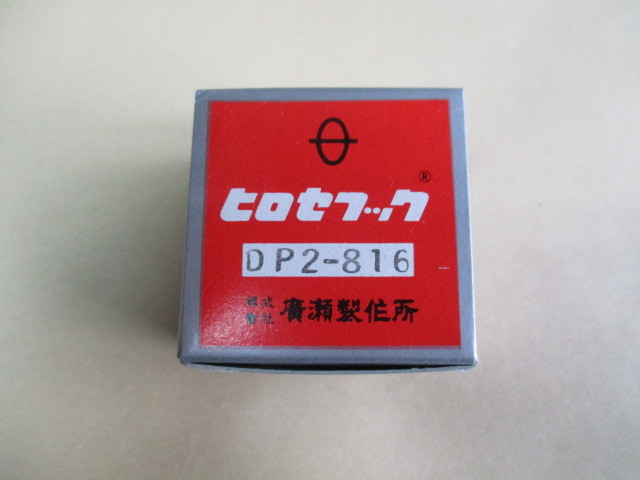 ヒロセフック®
DP2-816
株式会社 廣瀬製作所